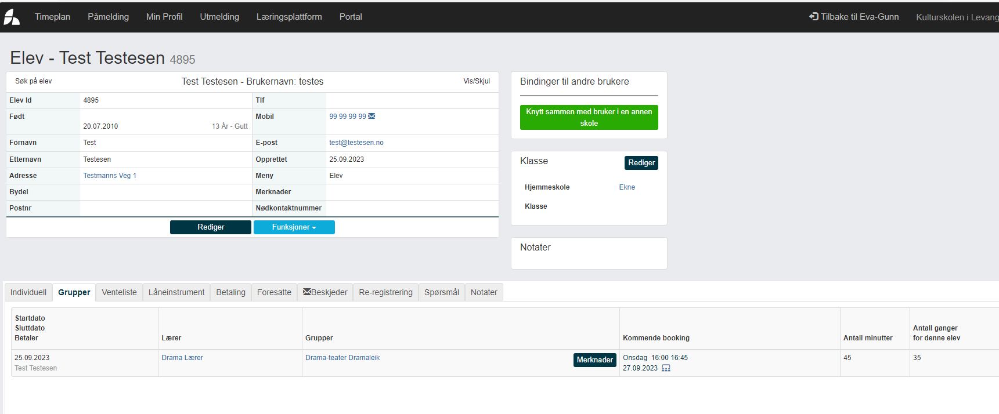 Timeplan Påmelding Min Profil Utmelding Læringsplattform Portal Tilbake til Eva-Gunn Kulturskolen i Levang
Elev - Test Testesen 4895
Søk på elev Test Testesen - Brukernavn: testes Vis/Skjul
Elev Id 4895 Tlf
Født 20.07.2010 13 År - Gutt Mobil 99 99 99 99
Fornavn Test E-post test@testesen.no
Etternavn Testesen Opprettet 25.09.2023
Adresse Testmanns Veg 1 Meny Elev
Bydel Merknader
Postnr Nødkontaktnummer
Rediger Funksjoner
Bindinger til andre brukere
Knytt sammen med bruker i en annen
skole
Klasse Rediger
Hjemmeskole Ekne
Klasse
Notater
Individuell Grupper Venteliste Låneinstrument Betaling Foresatte Beskjeder Re-registrering Spørsmål Notater
Startdato
Sluttdato
Betaler Lærer Grupper Kommende booking Antall minutter Antall ganger
for denne elev
25.09.2023 Drama Lærer Drama-teater Dramaleik Merknader Onsdag 16:00 16:45 45 35
Test Testesen 27.09.2023